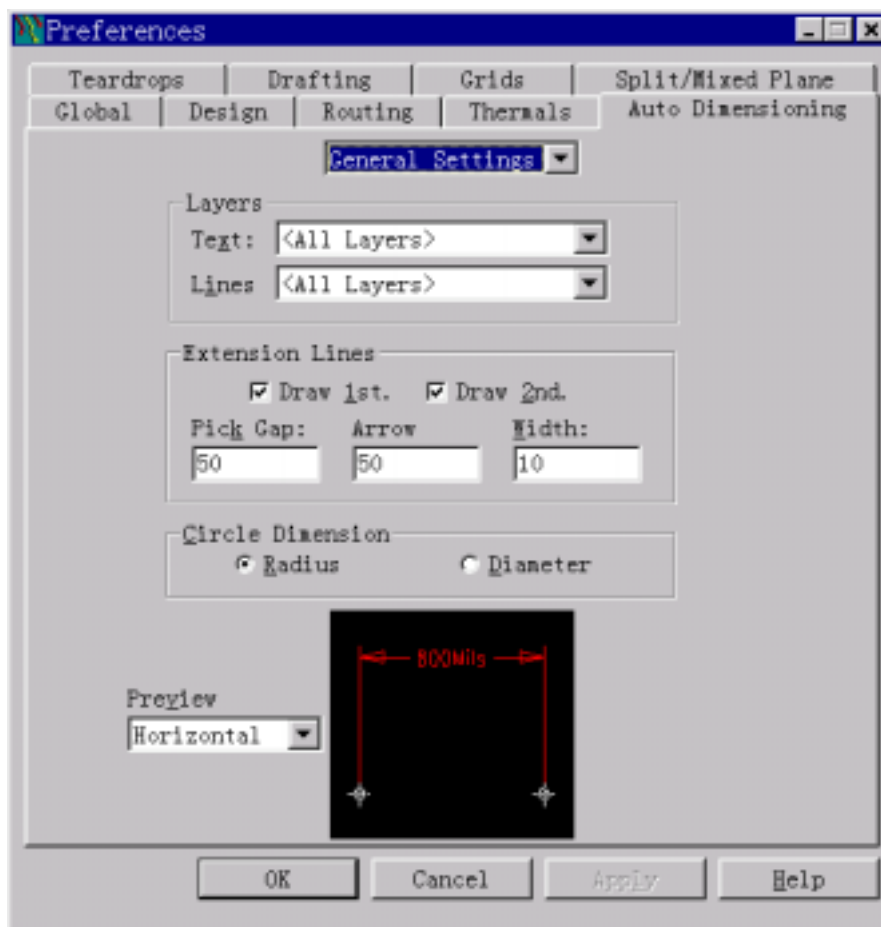 Preferences
Teardrops Drafting Grids Split/Mixed Plane
Global Design Routing Thermals Auto Dimensioning
General Settings
Layers
Text: <All Layers>
Lines <All Layers>
Extension Lines
Draw 1st. Draw 2nd.
Pick Gap: Arrow Width:
50 50 10
Circle Dimension
Radius Diameter
800Mils
Preview
Horizontal
OK Cancel Apply Help